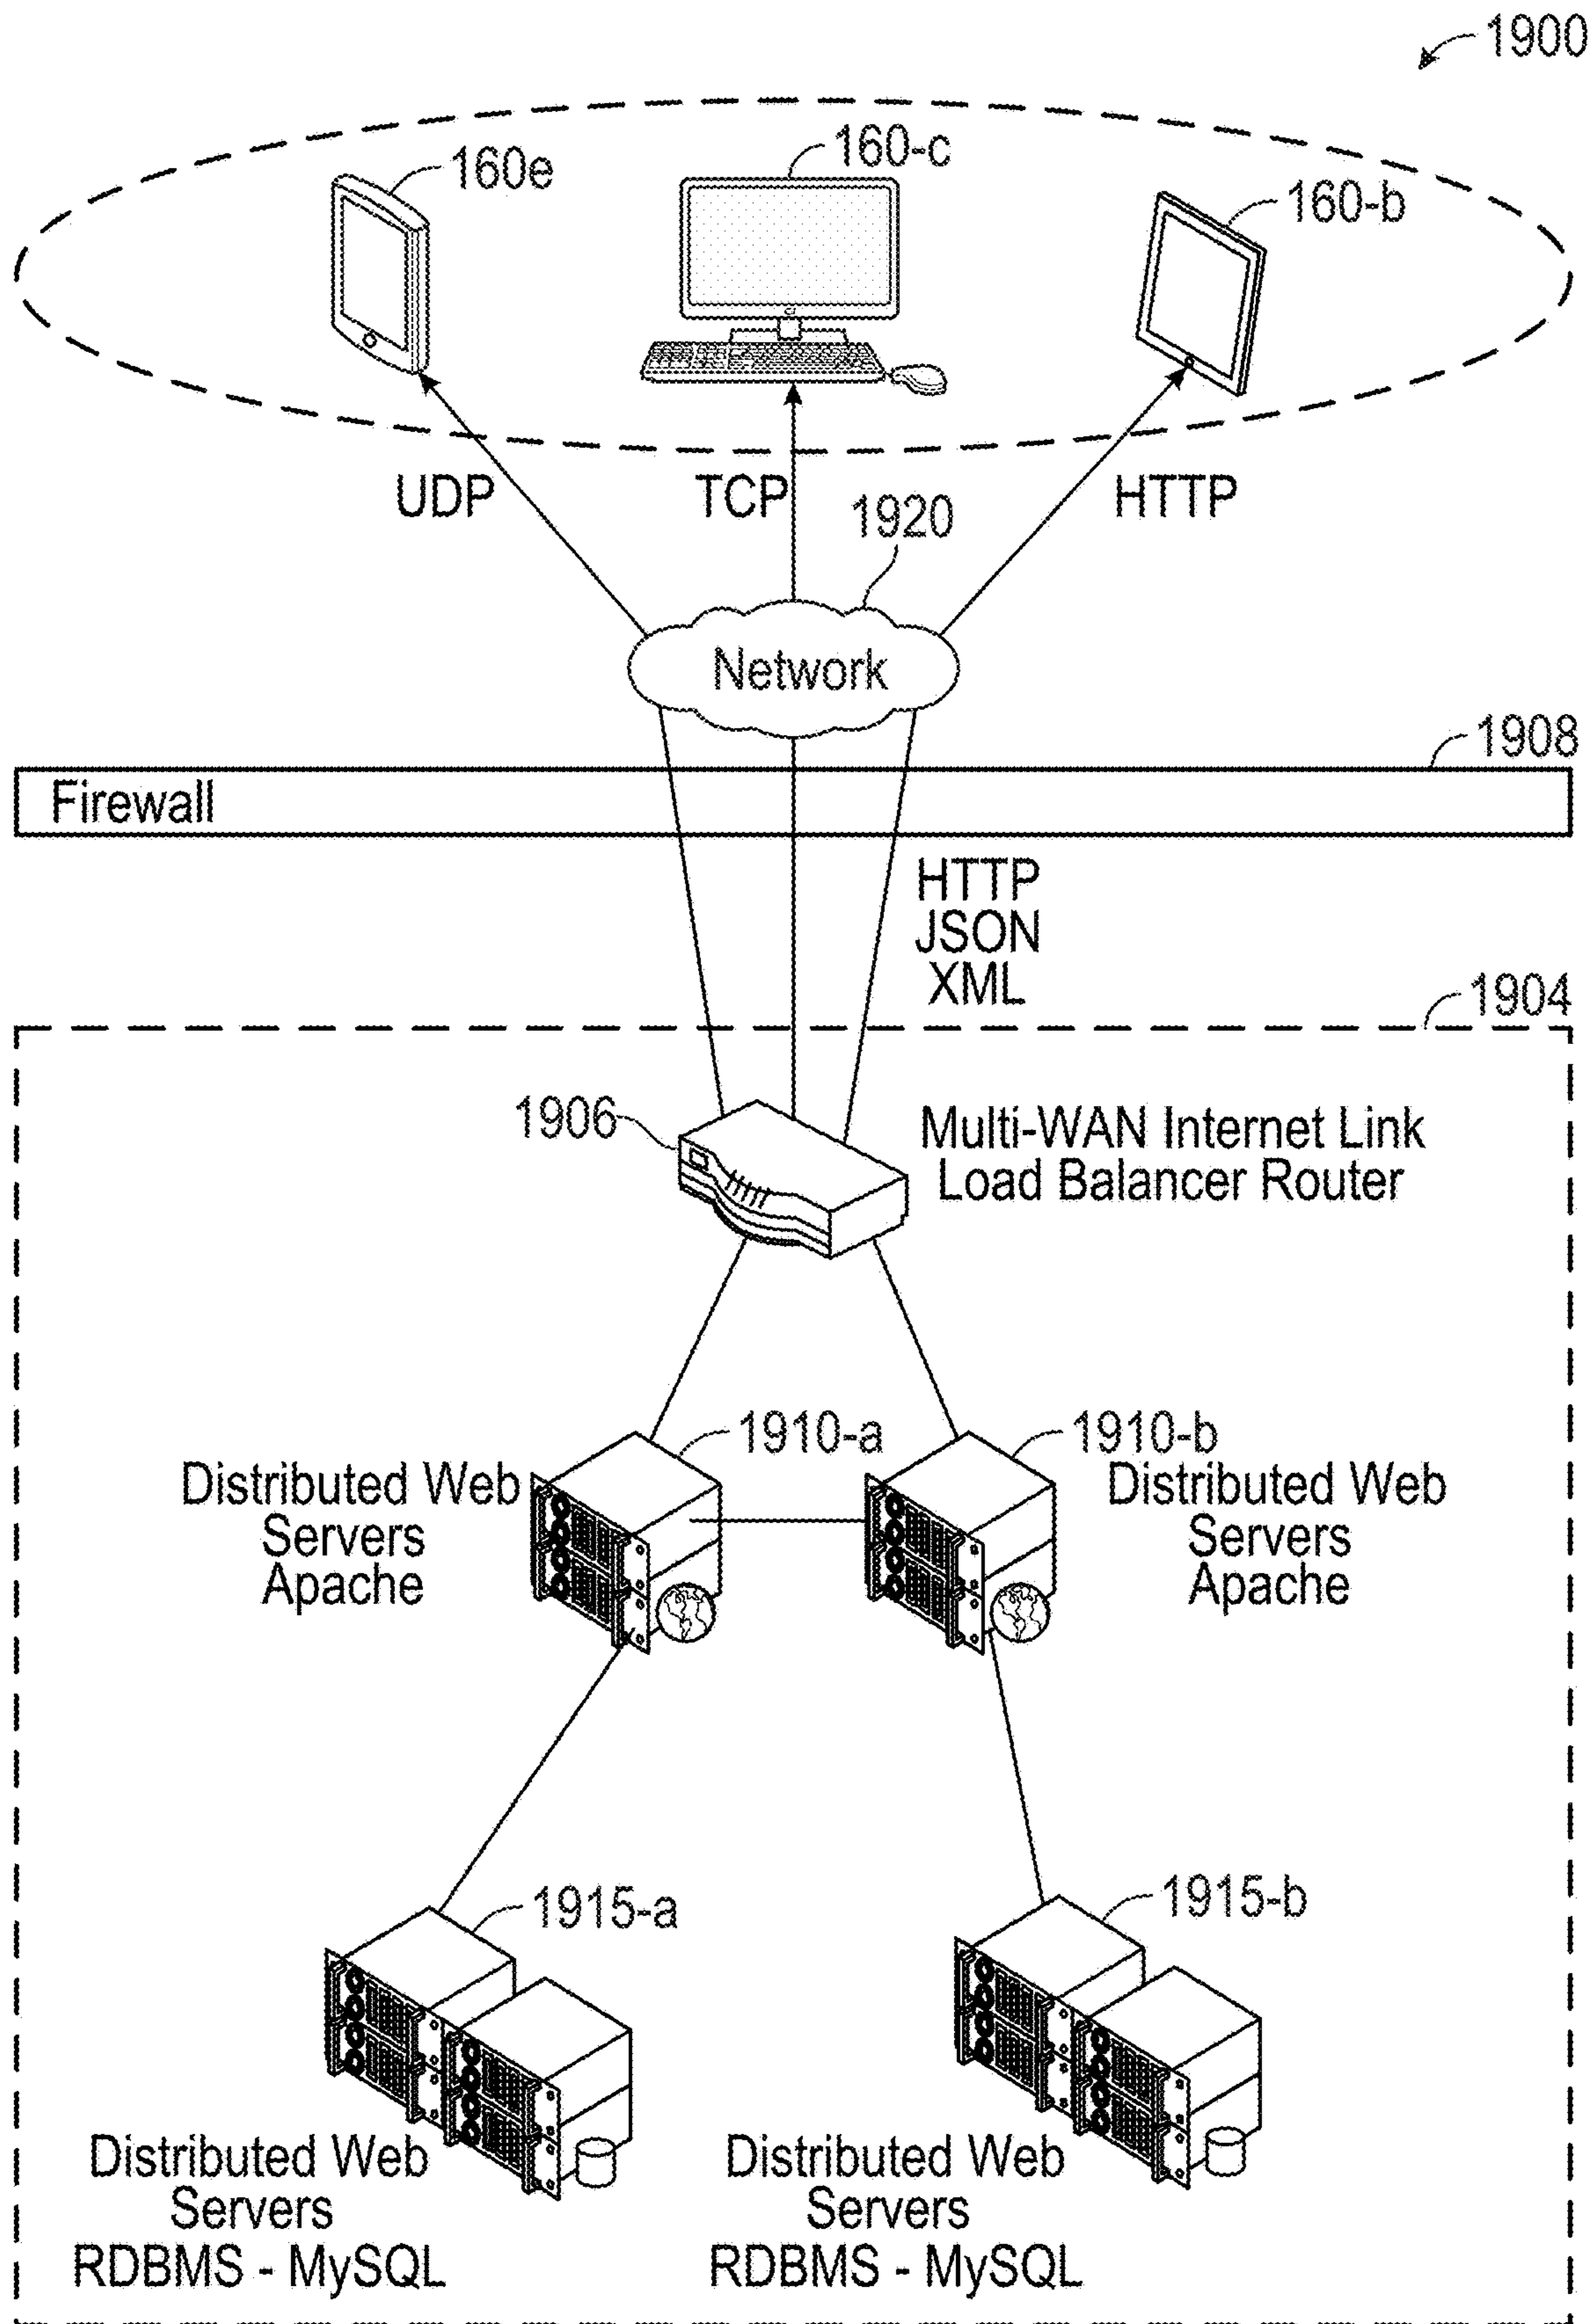 1900
160e
160-c
160-b
UDP
TCP
HTTP
1920
Network
1908
Firewall
HTTP
JSON
XML
1904
1906
Multi-WAN Internet Link
Load Balancer Router
1910-a
1910-b
Distributed Web
Servers
Apache
Distributed Web
Servers
Apache
1915-a
1915-b
Distributed Web
Servers
RDBMS - MySQL
Distributed Web
Servers
RDBMS - MySQL